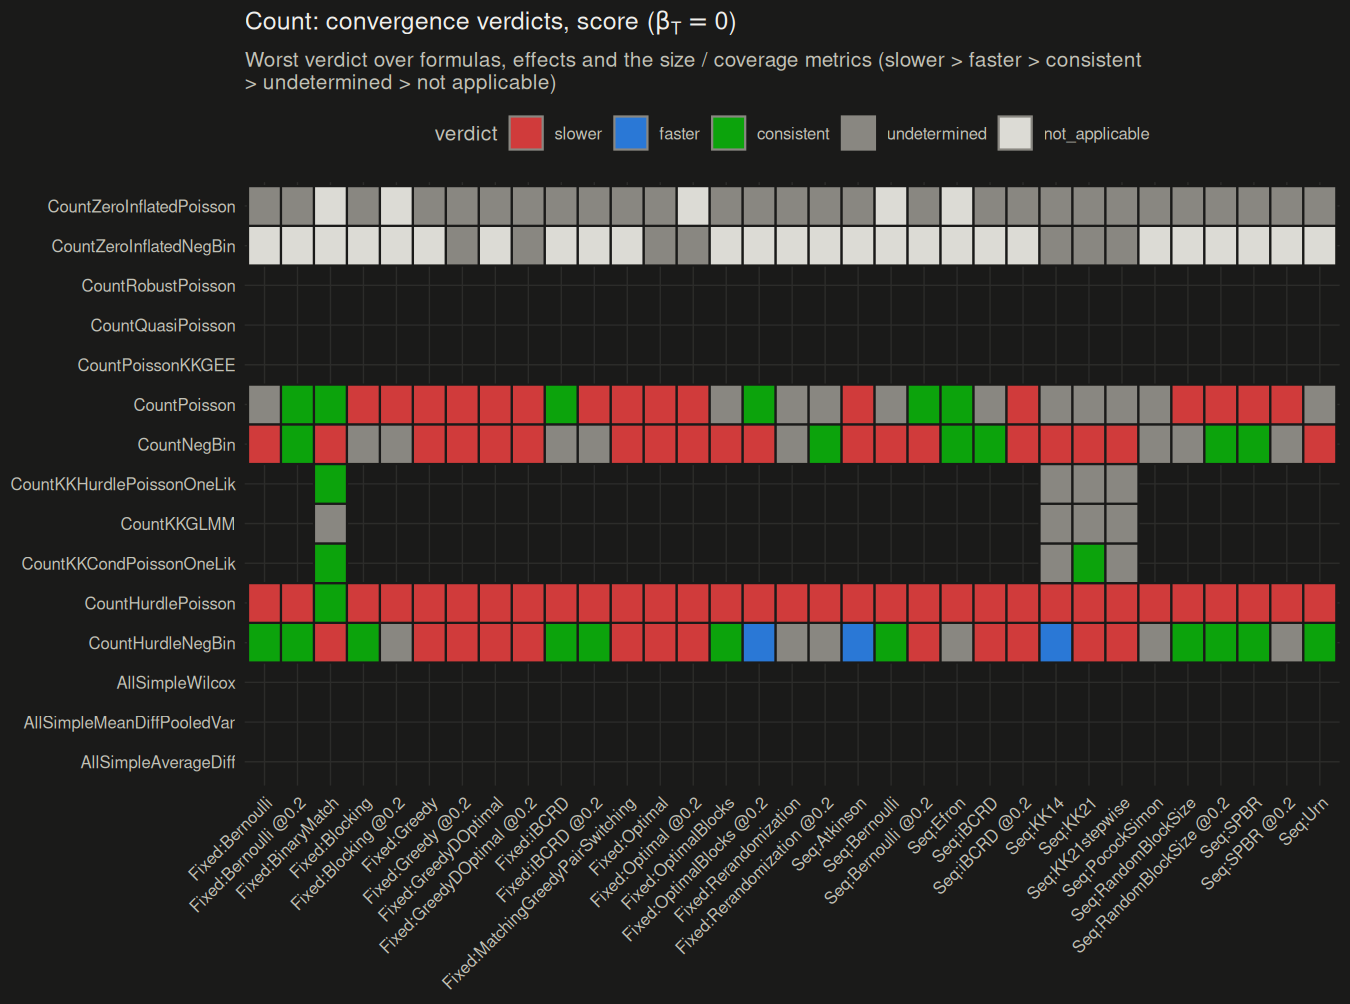 Count: convergence verdicts, score (βT = 0)
Worst verdict over formulas, effects and the size / coverage metrics (slower > faster > consistent
> undetermined > not applicable)
verdict slower faster consistent undetermined not_applicable
CountZeroInflatedPoisson
CountZeroInflatedNegBin
CountRobustPoisson
CountQuasiPoisson
CountPoissonKKGEE
CountPoisson
CountNegBin
CountKKHurdlePoissonOneLik
CountKKGLMM
CountKKCondPoissonOneLik
CountHurdlePoisson
CountHurdleNegBin
AllSimpleWilcox
AllSimpleMeanDiffPooledVar
AllSimpleAverageDiff
Fixed:Bernoulli
Fixed:Bernoulli @0.2
Fixed:BinaryMatch
Fixed:Blocking
Fixed:Blocking @0.2
Fixed:Greedy
Fixed:Greedy @0.2
Fixed:GreedyDOptimal
Fixed:GreedyDOptimal @0.2
Fixed:iBCRD
Fixed:iBCRD @0.2
Fixed:MatchingGreedyPairSwitching
Fixed:Optimal
Fixed:Optimal @0.2
Fixed:OptimalBlocks
Fixed:OptimalBlocks @0.2
Fixed:Rerandomization
Fixed:Rerandomization @0.2
Seq:Atkinson
Seq:Bernoulli
Seq:Bernoulli @0.2
Seq:Efron
Seq:iBCRD
Seq:iBCRD @0.2
Seq:KK14
Seq:KK21
Seq:KK21stepwise
Seq:PocockSimon
Seq:RandomBlockSize
Seq:RandomBlockSize @0.2
Seq:SPBR
Seq:SPBR @0.2
Seq:Urn